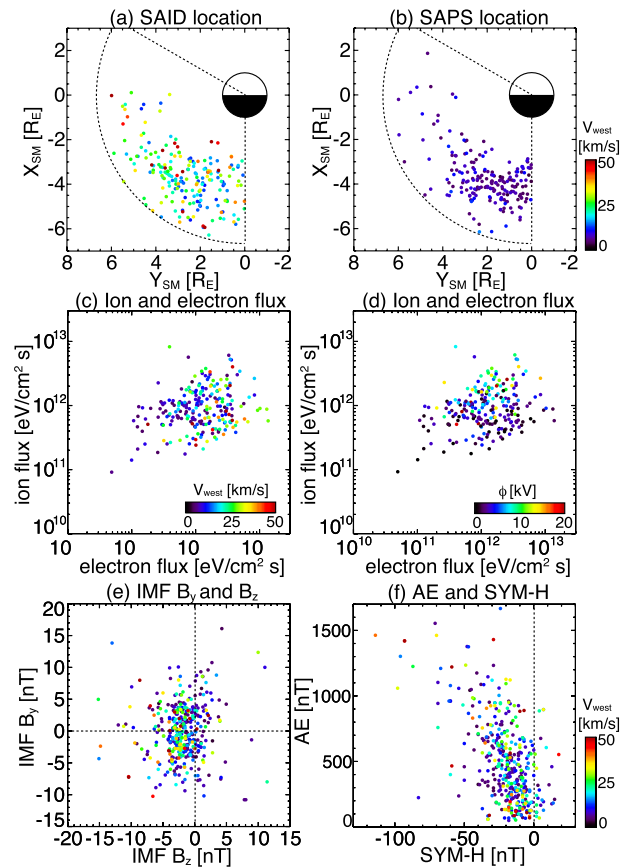 (a) SAID location
(b) SAPS location
2
0
-2
-4
-6
X_SM [R_E]
8 6 4 2 0 -2
Y_SM [R_E]
2
0
-2
-4
-6
X_SM [R_E]
8 6 4 2 0 -2
Y_SM [R_E]
V_west
[km/s]
50
25
0
(c) Ion and electron flux
(d) Ion and electron flux
10^13
10^12
10^11
10^10
ion flux [eV/cm² s]
V_west [km/s]
0 25 50
10 10 10 10
electron flux [eV/cm² s]
10^13
10^12
10^11
10^10
ion flux [eV/cm² s]
ϕ [kV]
0 10 20
10^10 10^11 10^12 10^13
electron flux [eV/cm² s]
(e) IMF B_y and B_z
(f) AE and SYM-H
20
15
10
5
0
-5
-10
-15
IMF B_y [nT]
-20 -15 -10 -5 0 5 10 15
IMF B_z [nT]
1500
1000
500
0
AE [nT]
-100 -50 0
SYM-H [nT]
V_west
[km/s]
50
25
0